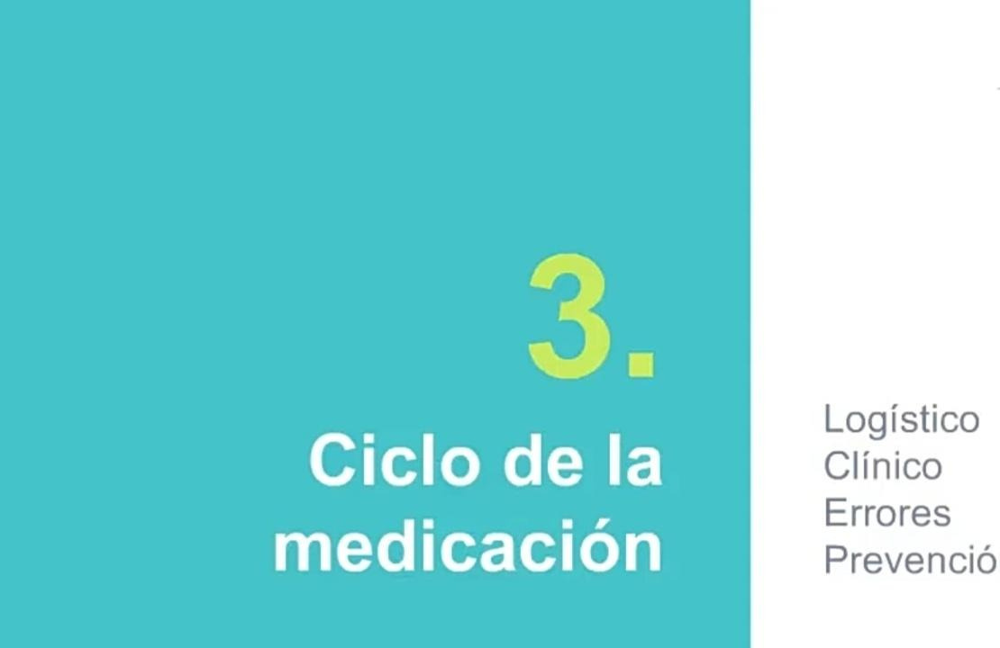 3.
Ciclo de la
medicación
Logístico
Clínico
Errores
Prevenció